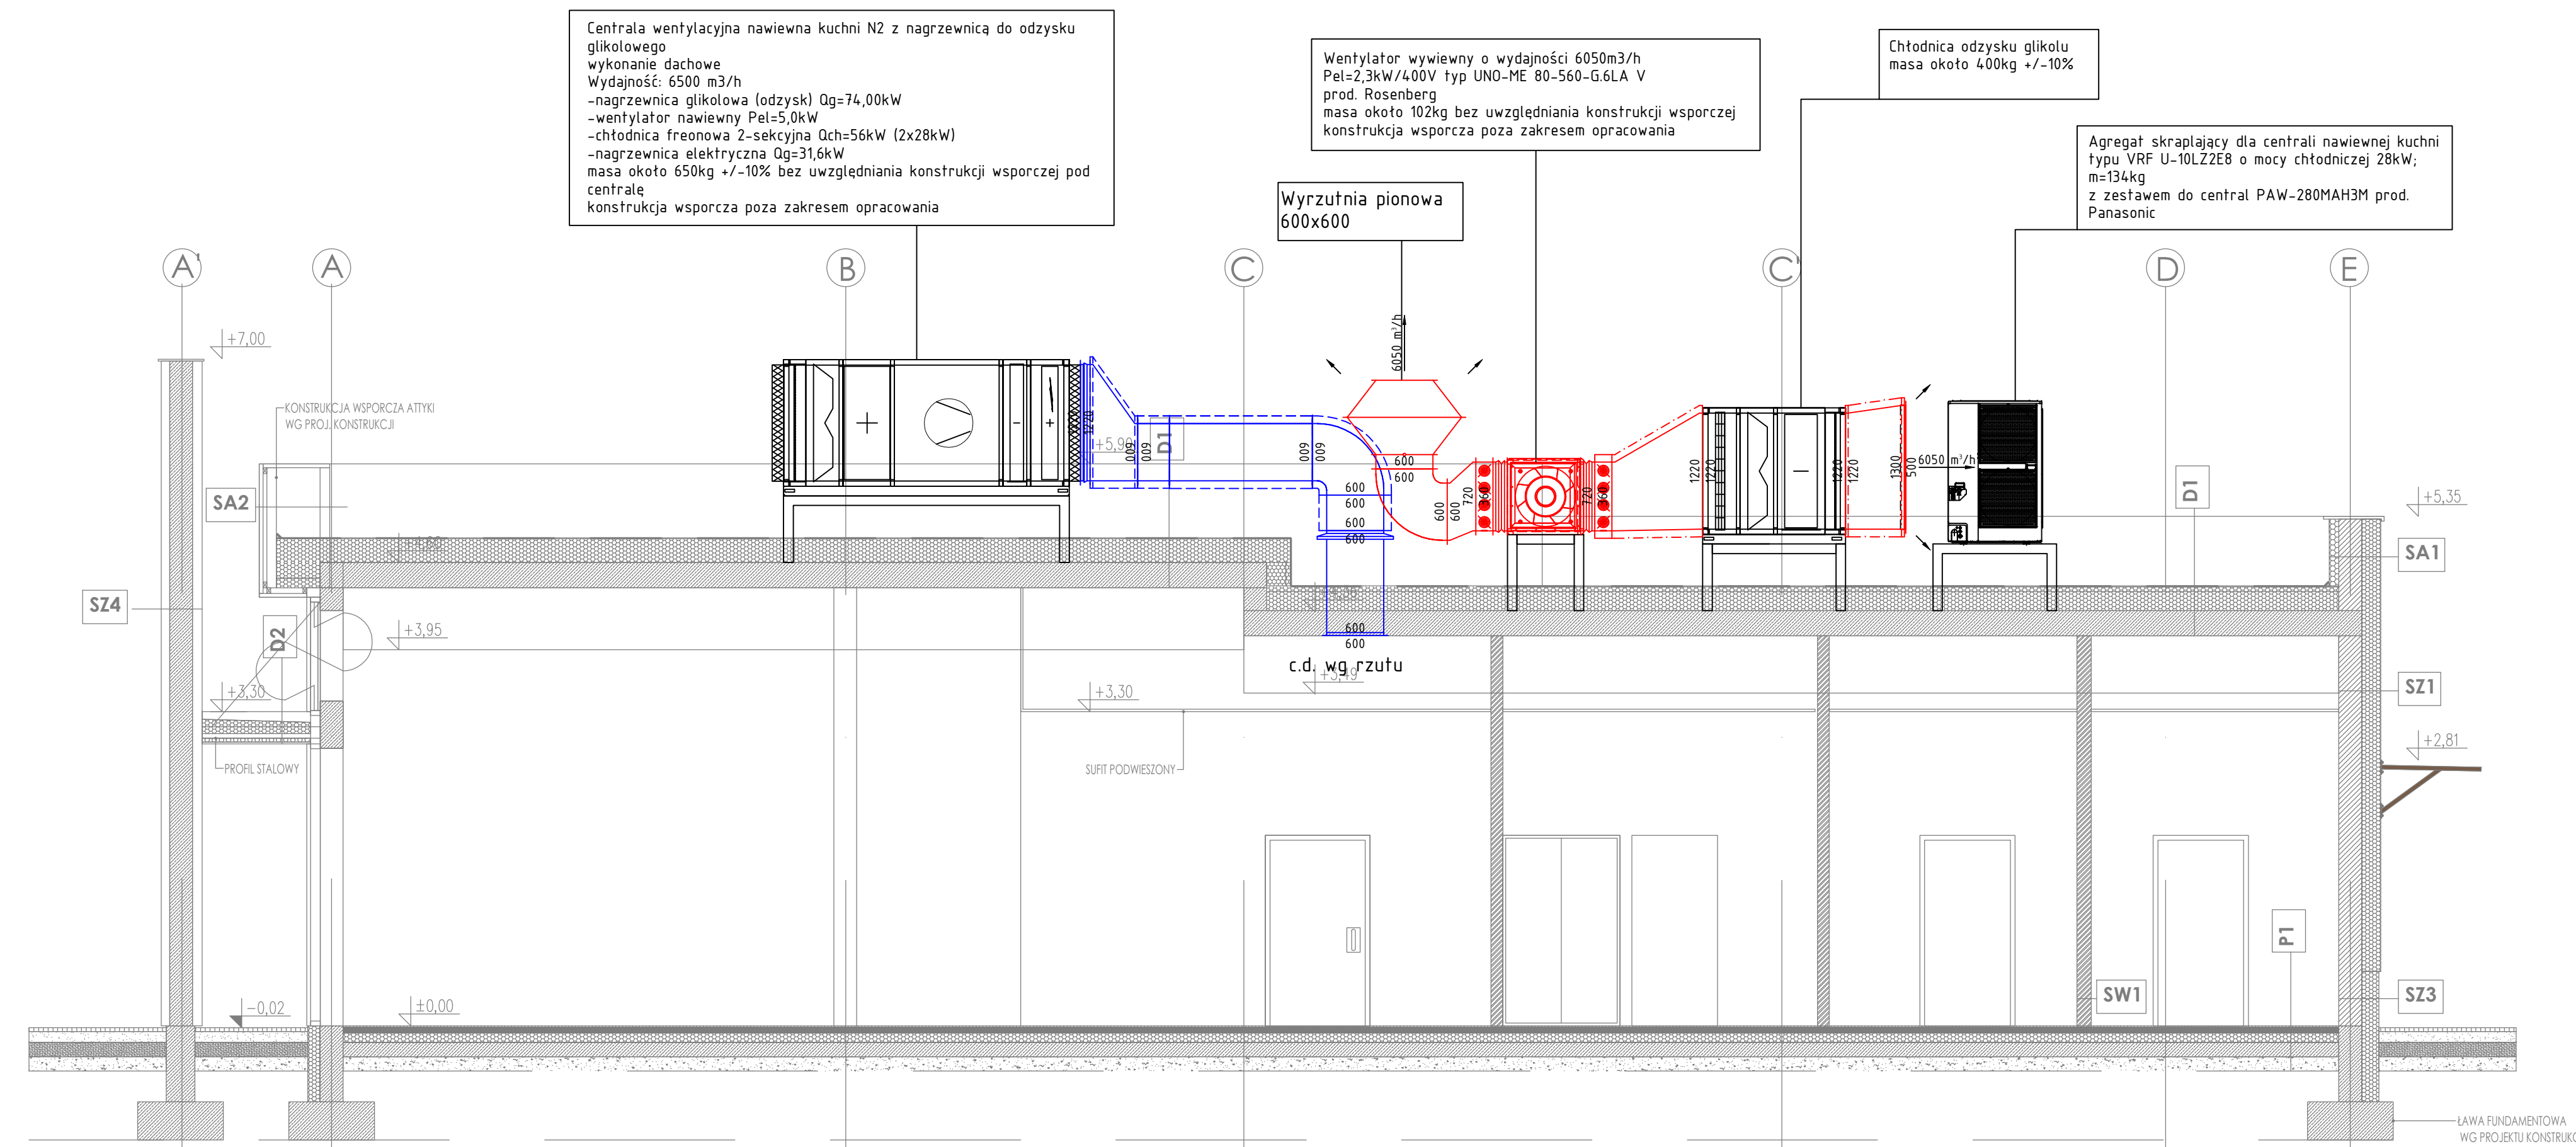 Centrala wentylacyjna nawiewna kuchni N2 z nagrzewnicą do odzysku
glikolowego
wykonanie dachowe
Wydajność: 6500 m3/h
-nagrzewnica glikolowa (odzysk) Qg=74,00kW
-wentylator nawiewny Pel=5,0kW
-chłodnica freonowa 2-sekcyjna Qch=56kW (2x28kW)
-nagrzewnica elektryczna Qg=31,6kW
masa około 650kg +/-10% bez uwzględniania konstrukcji wsporczej pod
centralę
konstrukcja wsporcza poza zakresem opracowania
Wentylator wywiewny o wydajności 6050m3/h
Pel=2,3kW/400V typ UNO-ME 80-560-G.6LA V
prod. Rosenberg
masa około 102kg bez uwzględniania konstrukcji wsporczej
konstrukcja wsporcza poza zakresem opracowania
Chłodnica odzysku glikolu
masa około 400kg +/-10%
Agregat skraplający dla centrali nawiewnej kuchni
typu VRF U-10LZ2E8 o mocy chłodniczej 28kW;
m=134kg
z zestawem do central PAW-280MAH3M prod.
Panasonic
Wyrzutnia pionowa
600x600
A'
A
B
C
C'
D
E
+7,00
6050 m³/h
KONSTRUKCJA WSPORCZA ATTYKI
WG PROJ. KONSTRUKCJI
1220
+5,90
D1
600
600
600
600
600
600
600
600
600
600
600
600
720
720
1220
1220
1220
1220
1300
500
6050 m³/h
D1
+5,35
SA2
SA1
SZ4
D2
+3,95
600
600
c.d. wg rzutu
+3,49
+3,30
+3,30
SZ1
+2,81
PROFIL STALOWY
SUFIT PODWIESZONY
P1
SW1
SZ3
-0,02
±0,00
ŁAWA FUNDAMENTOWA
WG PROJEKTU